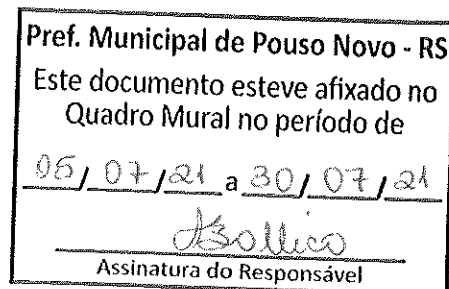 Pref. Municipal de Pouso Novo - RS
Este documento esteve afixado no
Quadro Mural no período de
05/07/21 a 30/07/21
Assinatura do Responsável